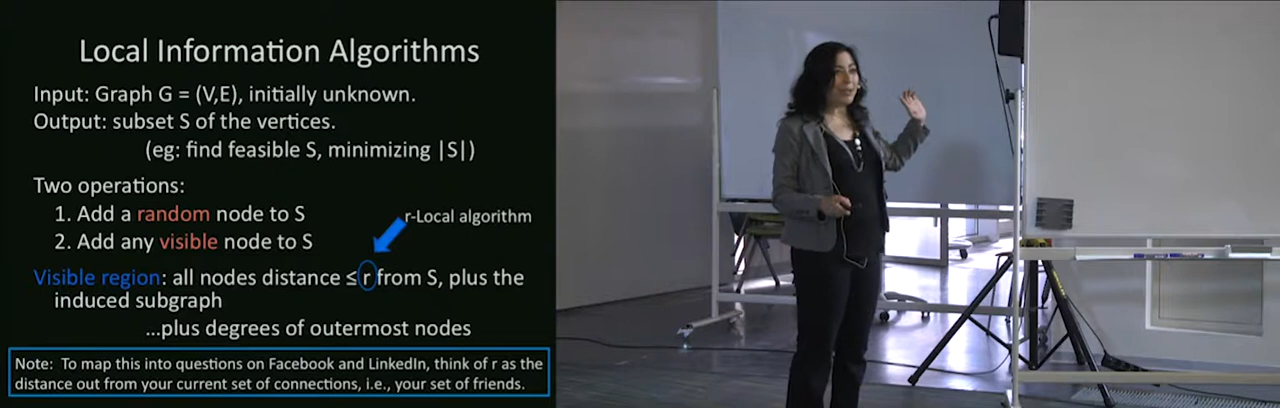 Local Information Algorithms
Input: Graph G = (V,E), initially unknown.
Output: subset S of the vertices.
(eg: find feasible S, minimizing |S|)
Two operations:
1. Add a random node to S
r-Local algorithm
2. Add any visible node to S
Visible region: all nodes distance ≤ r from S, plus the
induced subgraph
...plus degrees of outermost nodes
Note: To map this into questions on Facebook and LinkedIn, think of r as the
distance out from your current set of connections, i.e., your set of friends.